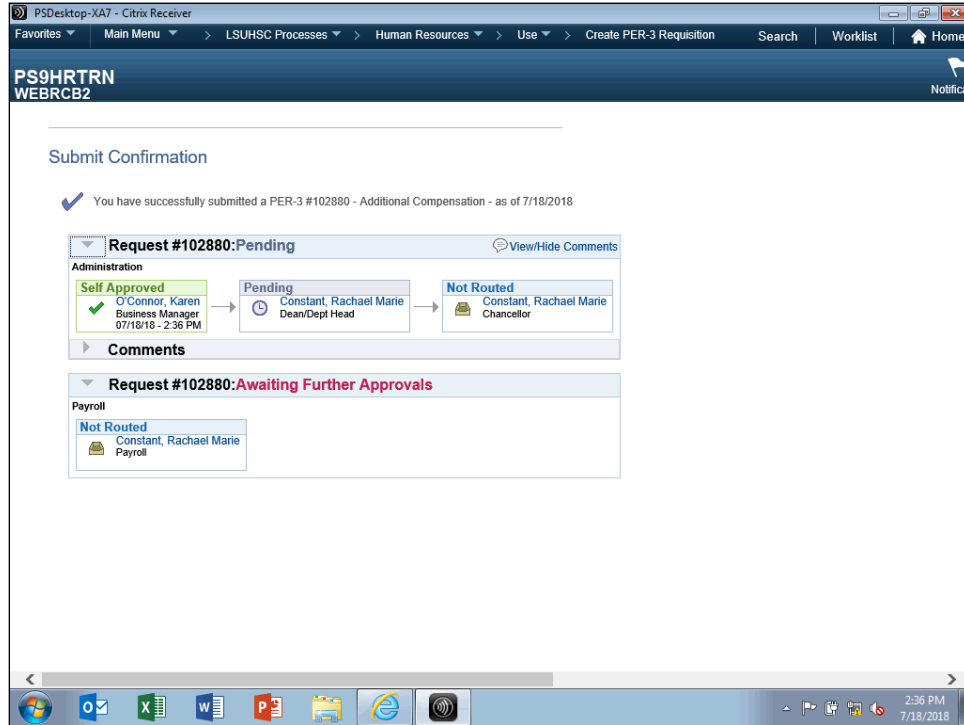 PSDesktop-XA7 - Citrix Receiver
Favorites Main Menu > LSUHSC Processes > Human Resources > Use > Create PER-3 Requisition Search Worklist Home
PS9HRTRN
WEBRCB2
Notifica
Submit Confirmation
You have successfully submitted a PER-3 #102880 - Additional Compensation - as of 7/18/2018
Request #102880:Pending View/Hide Comments
Administration
Self Approved
O'Connor, Karen
Business Manager
07/18/18 - 2:36 PM
Pending
Constant, Rachael Marie
Dean/Dept Head
Not Routed
Constant, Rachael Marie
Chancellor
Comments
Request #102880:Awaiting Further Approvals
Payroll
Not Routed
Constant, Rachael Marie
Payroll
2:36 PM
7/18/2018